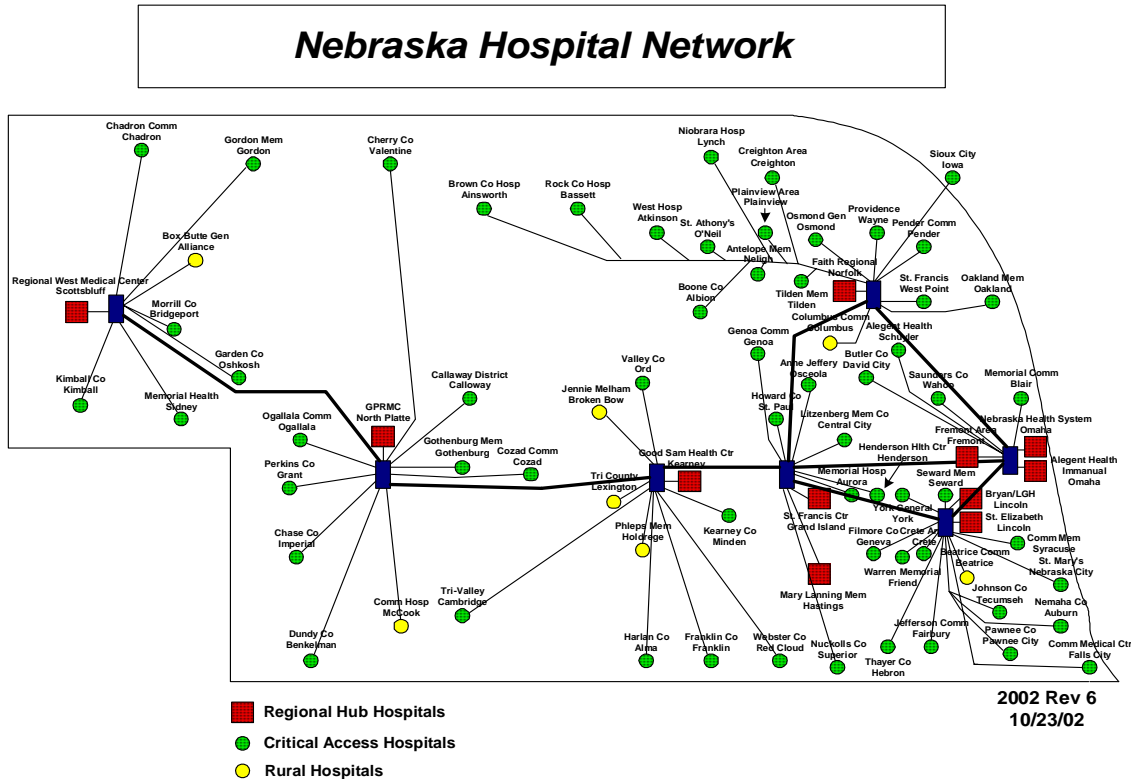 Nebraska Hospital Network
Chadron Comm
Chadron
Gordon Mem
Gordon
Cherry Co
Valentine
Niobrara Hosp
Lynch
Creighton Area
Creighton
Sioux City
Iowa
Brown Co Hosp
Ainsworth
Rock Co Hosp
Bassett
Plainview Area
Plainview
West Hosp
Atkinson
St. Athony's
O'Neil
Osmond Gen
Osmond
Providence
Wayne
Pender Comm
Pender
Box Butte Gen
Alliance
Antelope Mem
Neligh
Faith Regional
Norfolk
Regional West Medical Center
Scottsbluff
St. Francis
West Point
Oakland Mem
Oakland
Boone Co
Albion
Tilden Mem
Tilden
Morrill Co
Bridgeport
Columbus Comm
Columbus
Genoa Comm
Genoa
Alegent Health
Schuyler
Garden Co
Oshkosh
Valley Co
Ord
Anne Jeffery
Osceola
Butler Co
David City
Saunders Co
Wahoo
Memorial Comm
Blair
Kimball Co
Kimball
Memorial Health
Sidney
Callaway District
Calloway
Jennie Melham
Broken Bow
Howard Co
St. Paul
GPRMC
North Platte
Ogallala Comm
Ogallala
Litzenberg Mem Co
Central City
Nebraska Health System
Omaha
Fremont Area
Fremont
Gothenburg Mem
Gothenburg
Cozad Comm
Cozad
Good Sam Health Ctr
Kearney
Henderson Hlth Ctr
Henderson
Alegent Health
Immanual
Omaha
Perkins Co
Grant
Tri County
Lexington
Memorial Hosp
Aurora
Seward Mem
Seward
Bryan/LGH
Lincoln
St. Francis Ctr
Grand Island
York General
York
St. Elizabeth
Lincoln
Chase Co
Imperial
Phleps Mem
Holdrege
Kearney Co
Minden
Filmore Co
Geneva
Crete Ar
Crete
Comm Mem
Syracuse
Beatrice Comm
Beatrice
St. Mary's
Nebraska City
Warren Memorial
Friend
Mary Lanning Mem
Hastings
Johnson Co
Tecumseh
Comm Hosp
McCook
Tri-Valley
Cambridge
Nemaha Co
Auburn
Jefferson Comm
Fairbury
Pawnee Co
Pawnee City
Dundy Co
Benkelman
Harlan Co
Alma
Franklin Co
Franklin
Webster Co
Red Cloud
Nuckolls Co
Superior
Thayer Co
Hebron
Comm Medical Ctr
Falls City
2002 Rev 6
10/23/02
Regional Hub Hospitals
Critical Access Hospitals
Rural Hospitals